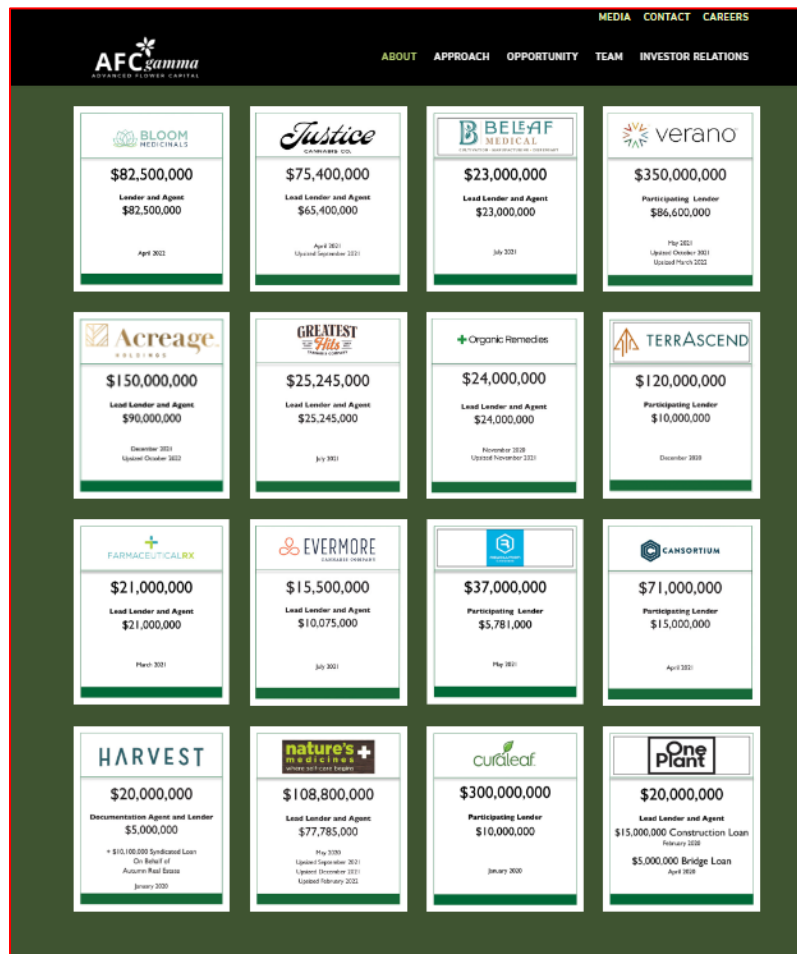 MEDIA CONTACT CAREERS
AFC gamma
ADVANCED FLOWER CAPITAL
ABOUT APPROACH OPPORTUNITY TEAM INVESTOR RELATIONS
BLOOM
MEDICINALS
$82,500,000
Lender and Agent
$82,500,000
April 2022
Justice
CANNABIS CO.
$75,400,000
Lead Lender and Agent
$65,400,000
April 2021
Updated September 2021
BELEAF
MEDICAL
$23,000,000
Lead Lender and Agent
$23,000,000
July 2021
verano
$350,000,000
Participating Lender
$86,600,000
May 2021
Updated October 2021
Updated March 2022
Acreage
HOLDINGS
$150,000,000
Lead Lender and Agent
$90,000,000
December 2021
Updated October 2022
GREATEST
Hits
CANNABIS COMPANY
$25,245,000
Lead Lender and Agent
$25,245,000
July 2021
Organic Remedies
$24,000,000
Lead Lender and Agent
$24,000,000
November 2020
Updated November 2021
TERRASCEND
$120,000,000
Participating Lender
$10,000,000
December 2020
FARMACEUTICALRX
$21,000,000
Lead Lender and Agent
$21,000,000
March 2021
EVERMORE
CANNABIS COMPANY
$15,500,000
Lead Lender and Agent
$10,075,000
July 2021
$37,000,000
Participating Lender
$5,781,000
May 2021
CANSORTIUM
$71,000,000
Participating Lender
$15,000,000
April 2021
HARVEST
$20,000,000
Documentation Agent and Lender
$5,000,000
+ $10,100,000 Syndicated Loan
On Behalf of
Autumn Real Estate
January 2020
nature's
medicines
where self-care begins
$108,800,000
Lead Lender and Agent
$77,785,000
May 2020
Updated September 2021
Updated December 2021
Updated February 2022
curaleaf
$300,000,000
Participating Lender
$10,000,000
January 2020
One
Plant
$20,000,000
Lead Lender and Agent
$15,000,000 Construction Loan
February 2020
$5,000,000 Bridge Loan
April 2020